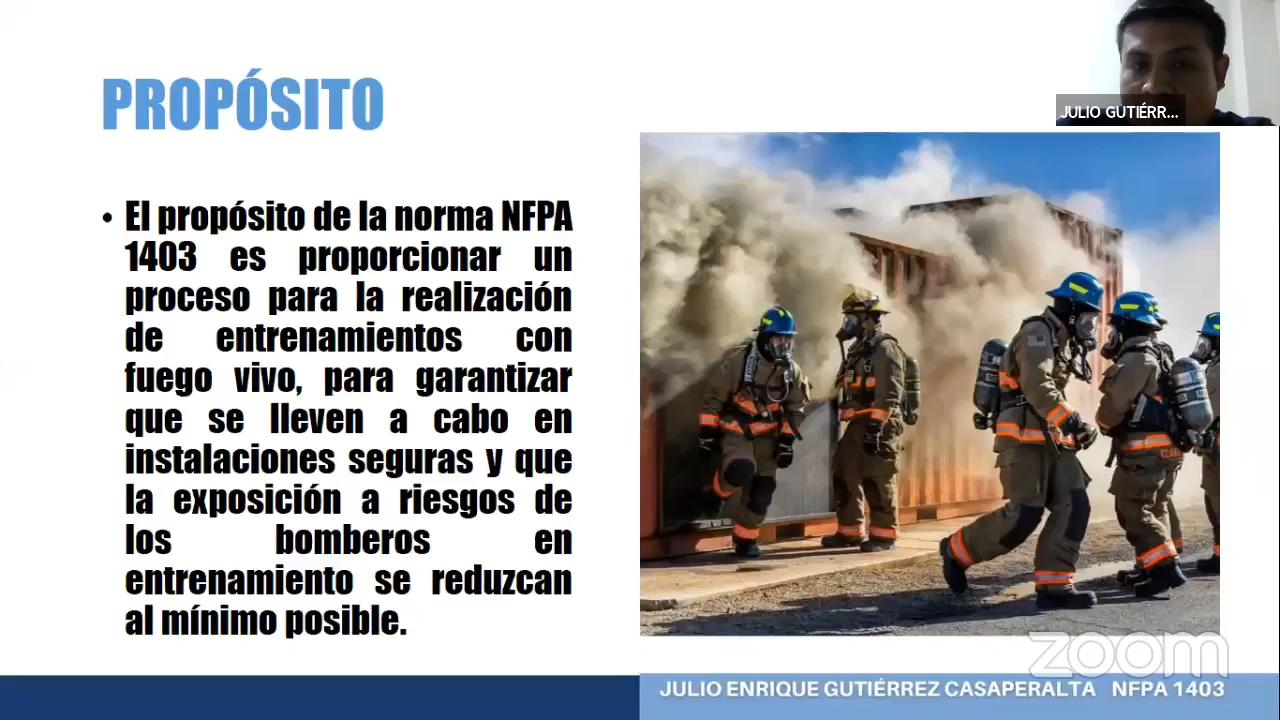 PROPÓSITO
JULIO GUTIÉRR...
• El propósito de la norma NFPA
1403 es proporcionar un
proceso para la realización
de entrenamientos con
fuego vivo, para garantizar
que se lleven a cabo en
instalaciones seguras y que
la exposición a riesgos de
los bomberos en
entrenamiento se reduzcan
al mínimo posible.
zoom
JULIO ENRIQUE GUTIÉRREZ CASAPERALTA NFPA 1403